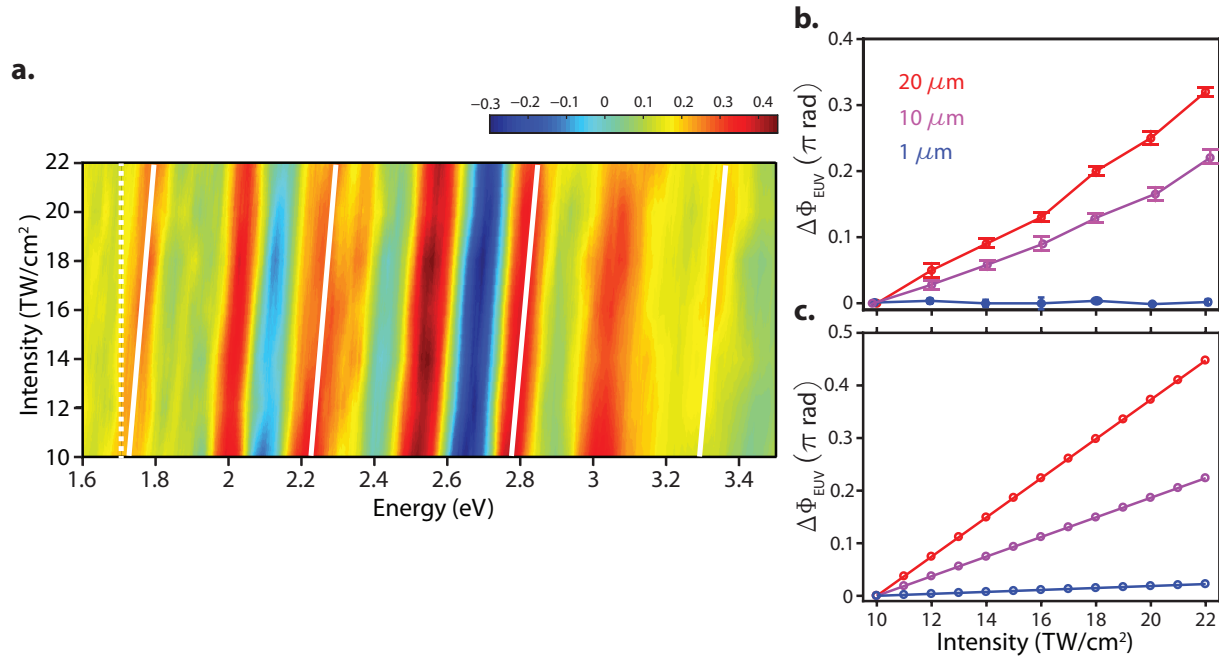 a.
−0.3 −0.2 −0.1 0 0.1 0.2 0.3 0.4
Intensity (TW/cm²)
22
20
18
16
14
12
10
1.6 1.8 2 2.2 2.4 2.6 2.8 3 3.2 3.4
Energy (eV)
b.
ΔΦ_EUV (π rad)
0.4
0.3
0.2
0.1
0
20 μm
10 μm
1 μm
c.
ΔΦ_EUV (π rad)
0.5
0.4
0.3
0.2
0.1
0
10 12 14 16 18 20 22
Intensity (TW/cm²)